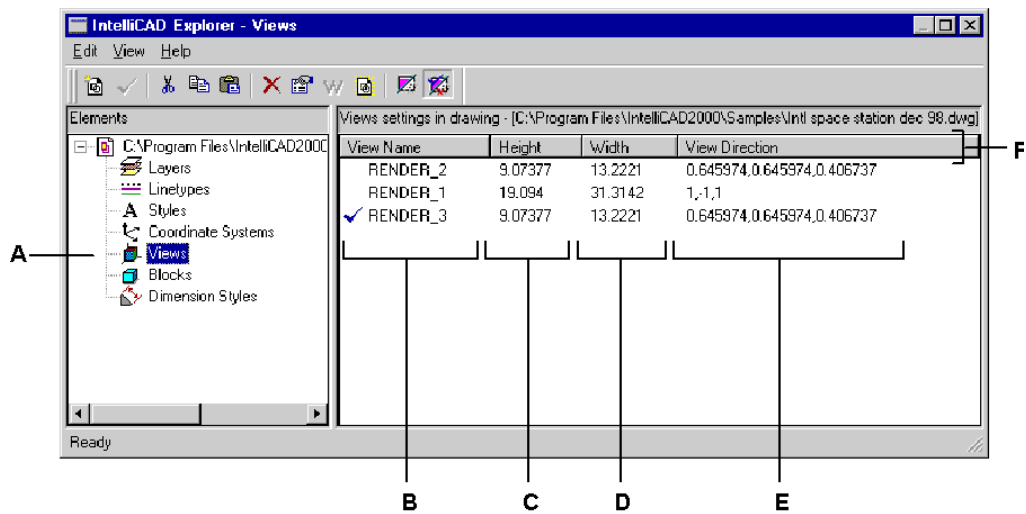 IntelliCAD Explorer - Views
Edit View Help
Elements
Views settings in drawing - [C:\Program Files\IntelliCAD2000\Samples\Intl space station dec 98.dwg]
C:\Program Files\IntelliCAD2000
Layers
Linetypes
Styles
Coordinate Systems
Views
Blocks
Dimension Styles
View Name Height Width View Direction
RENDER_2 9.07377 13.2221 0.645974,0.645974,0.406737
RENDER_1 19.094 31.3142 1,-1,1
RENDER_3 9.07377 13.2221 0.645974,0.645974,0.406737
Ready
A
B C D E
F